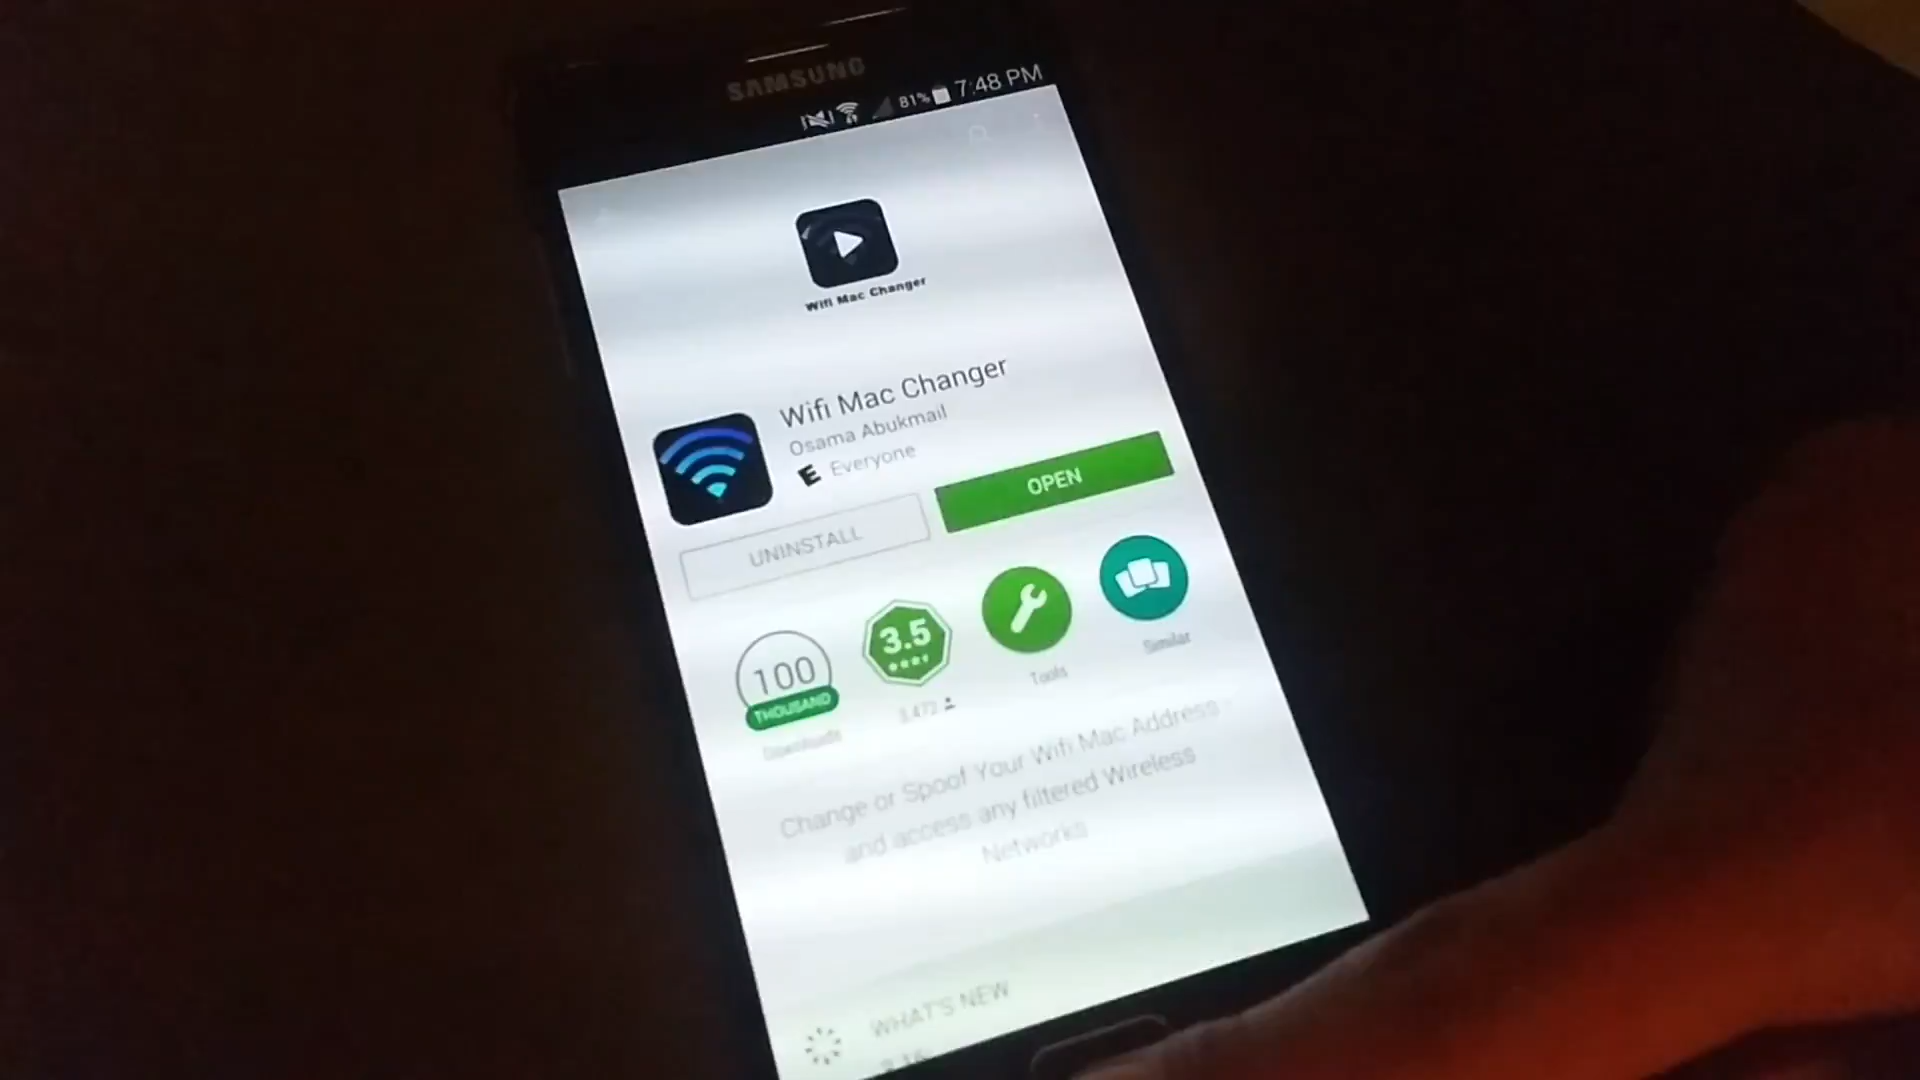 SAMSUNG
81% 7:48 PM
Wifi Mac Changer
Wifi Mac Changer
Osama Abukmail
E Everyone
UNINSTALL
OPEN
100
THOUSAND
Downloads
3.5
Tools
Similar
Change or Spoof Your Wifi Mac Address
and access any filtered Wireless
Networks
WHAT'S NEW